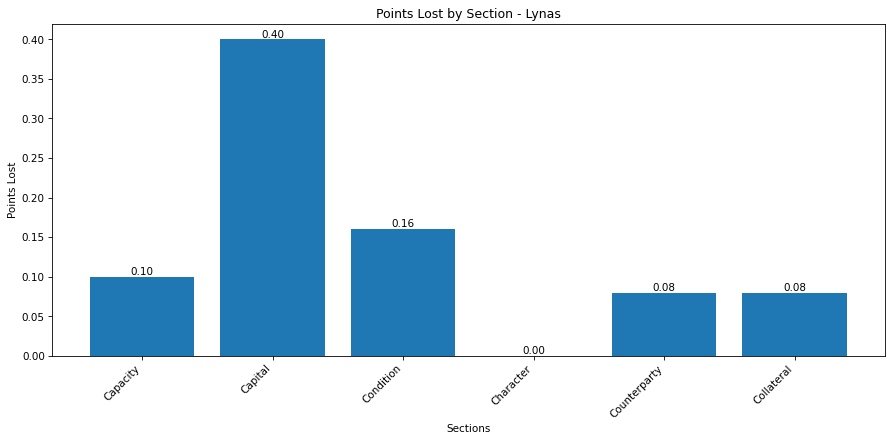 Points Lost by Section - Lynas
Points Lost
0.40
0.35
0.30
0.25
0.20
0.15
0.10
0.05
0.00
0.10
0.40
0.16
0.00
0.08
0.08
Capacity
Capital
Condition
Character
Counterparty
Collateral
Sections